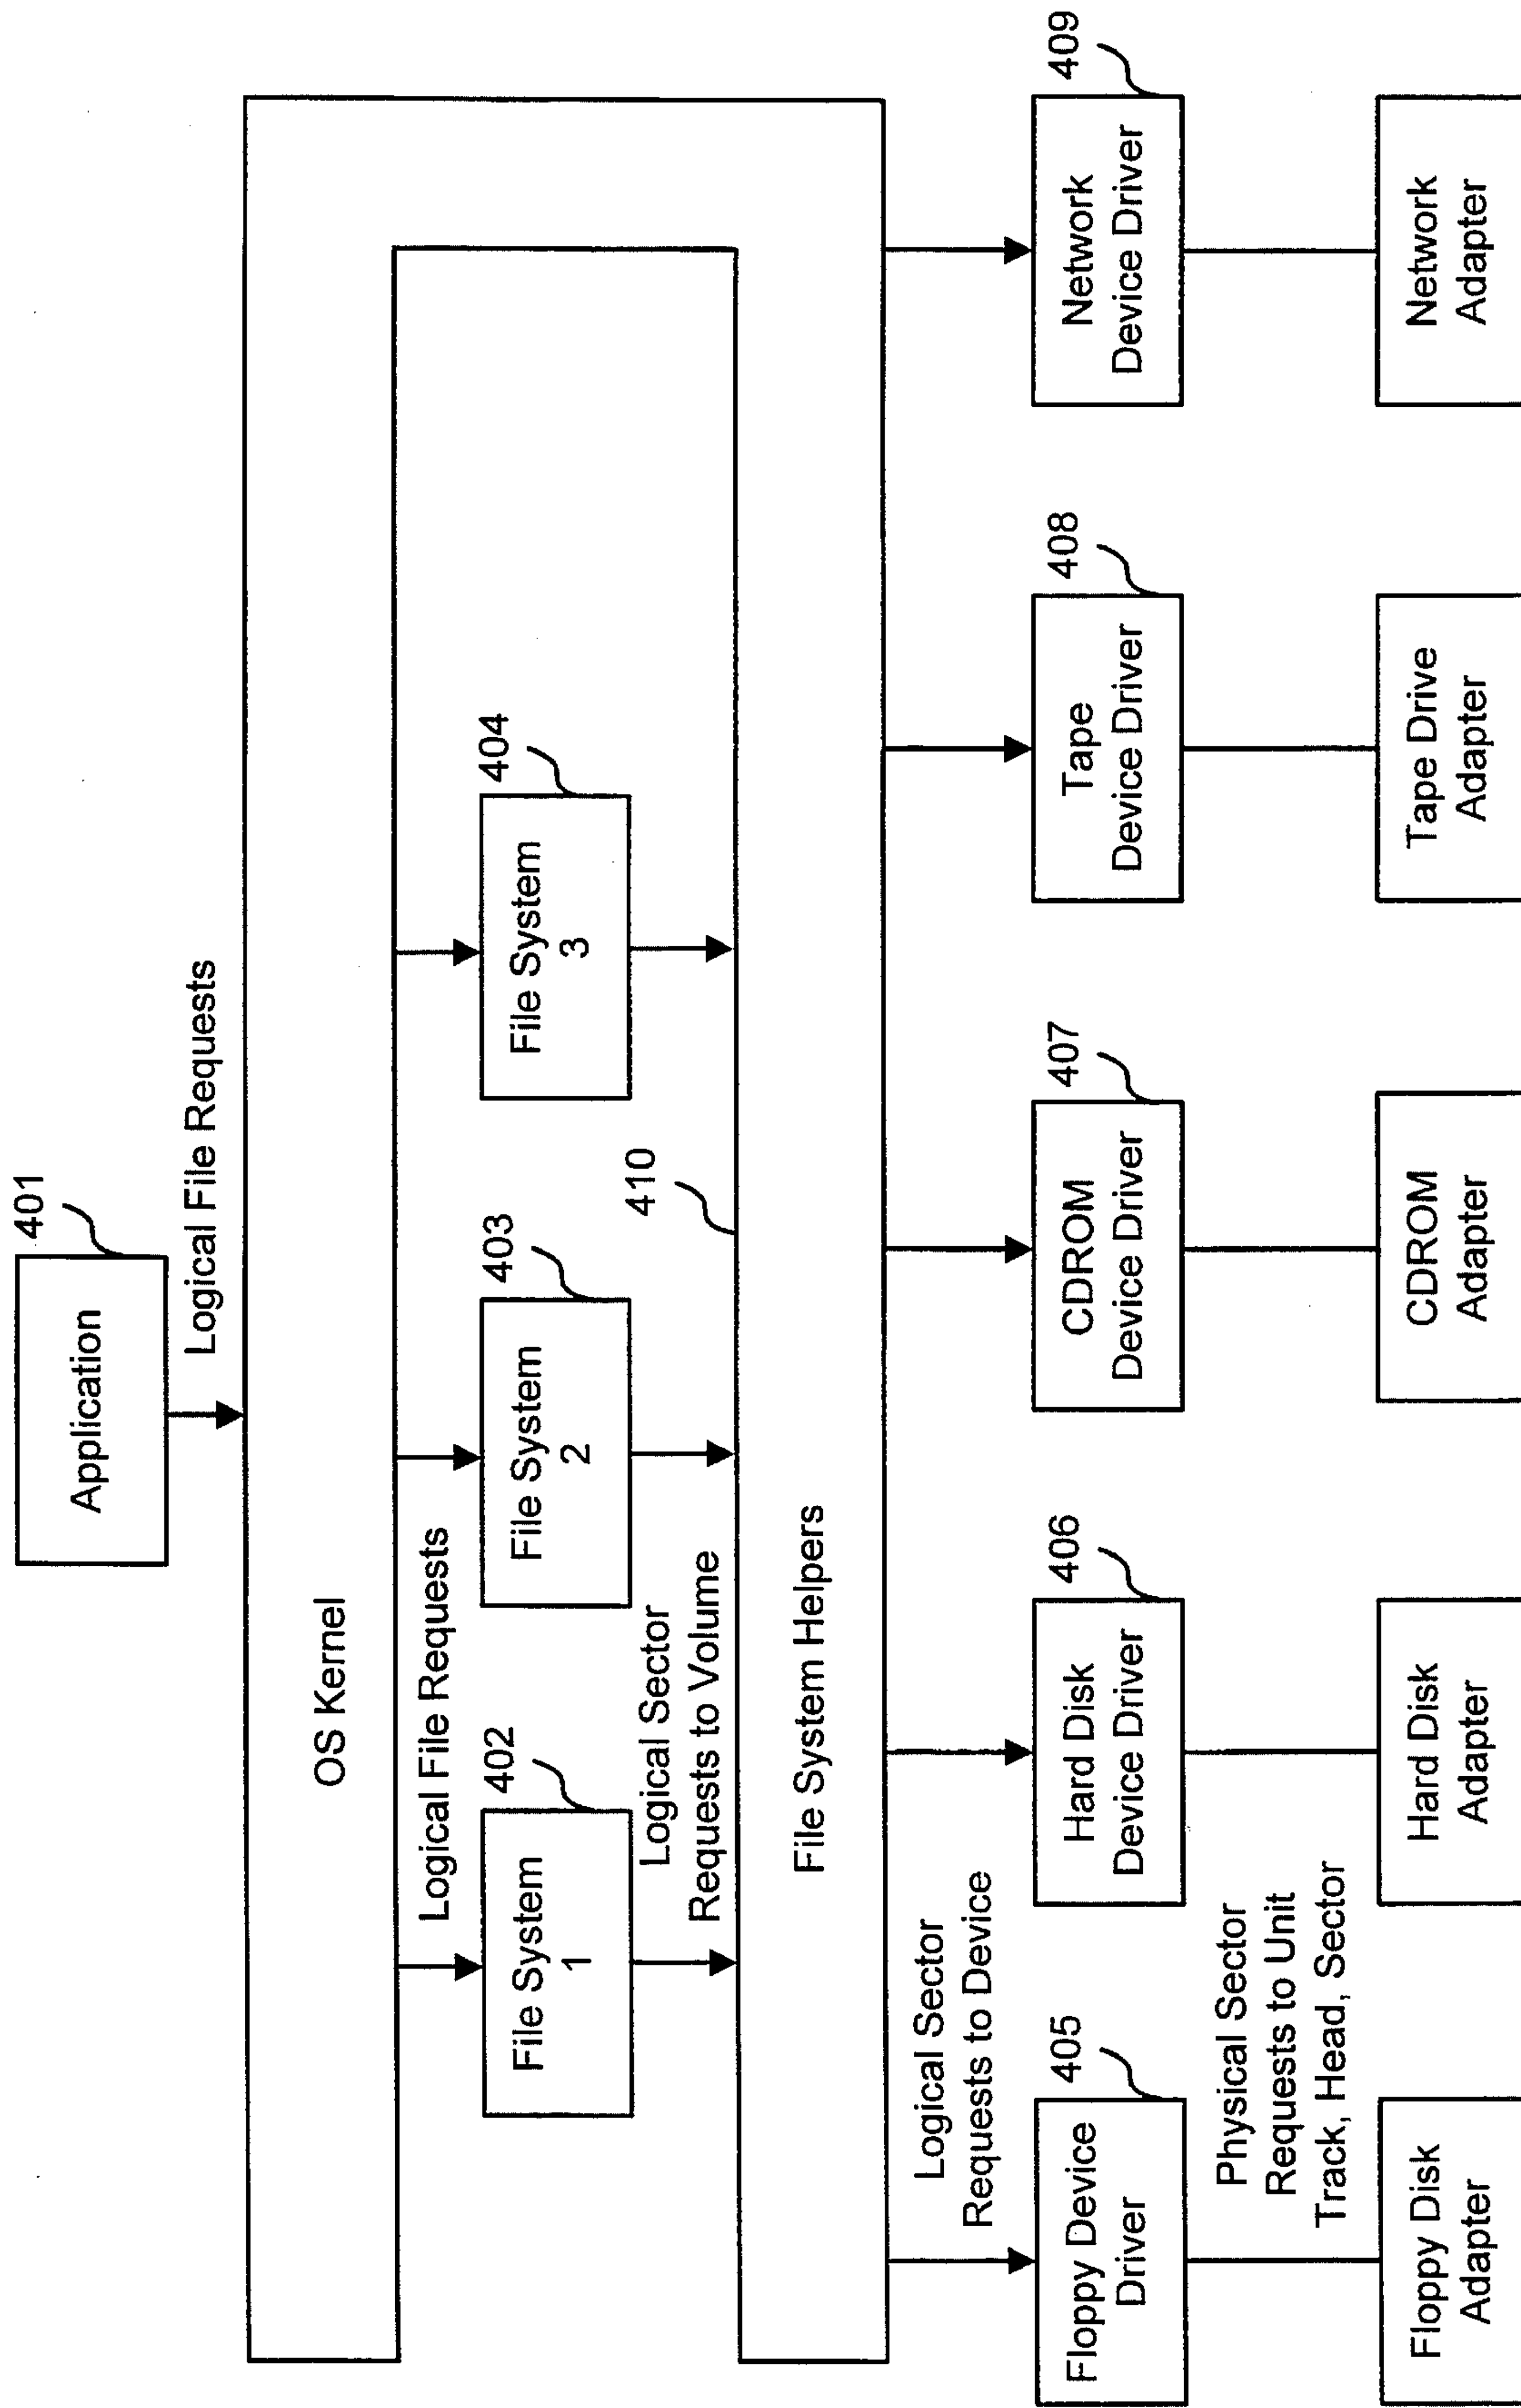 401
Application
Logical File Requests
OS Kernel
Logical File Requests
402
File System
1
403
File System
2
404
File System
3
Logical Sector
Requests to Volume
410
File System Helpers
Logical Sector
Requests to Device
405
Floppy Device
Driver
406
Hard Disk
Device Driver
407
CDROM
Device Driver
408
Tape
Device Driver
409
Network
Device Driver
Physical Sector
Requests to Unit
Track, Head, Sector
Floppy Disk
Adapter
Hard Disk
Adapter
CDROM
Adapter
Tape Drive
Adapter
Network
Adapter